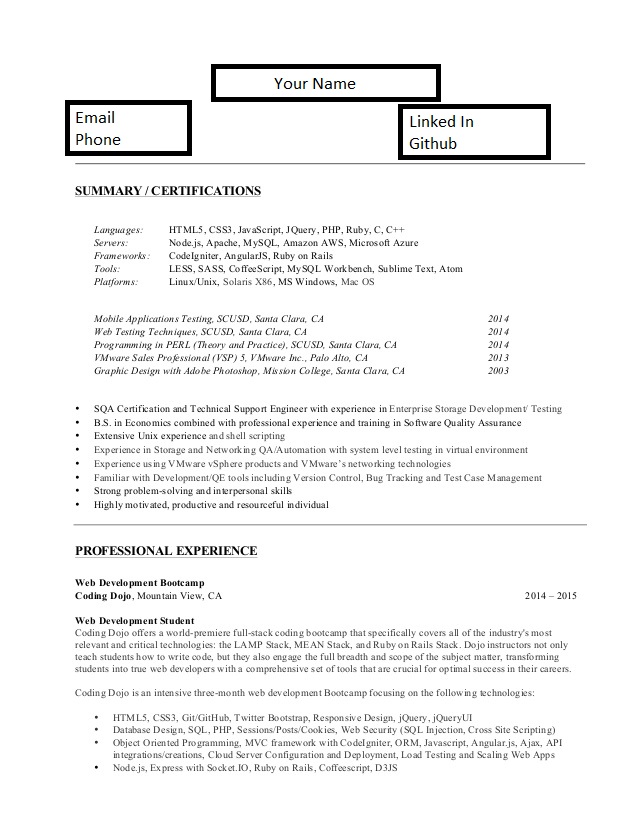 Your Name
Email
Phone
Linked In
Github
SUMMARY / CERTIFICATIONS
Languages: HTML5, CSS3, JavaScript, JQuery, PHP, Ruby, C, C++
Servers: Node.js, Apache, MySQL, Amazon AWS, Microsoft Azure
Frameworks: CodeIgniter, AngularJS, Ruby on Rails
Tools: LESS, SASS, CoffeeScript, MySQL Workbench, Sublime Text, Atom
Platforms: Linux/Unix, Solaris X86, MS Windows, Mac OS
Mobile Applications Testing, SCUSD, Santa Clara, CA 2014
Web Testing Techniques, SCUSD, Santa Clara, CA 2014
Programming in PERL (Theory and Practice), SCUSD, Santa Clara, CA 2014
VMware Sales Professional (VSP) 5, VMware Inc., Palo Alto, CA 2013
Graphic Design with Adobe Photoshop, Mission College, Santa Clara, CA 2003
• SQA Certification and Technical Support Engineer with experience in Enterprise Storage Development/ Testing
• B.S. in Economics combined with professional experience and training in Software Quality Assurance
• Extensive Unix experience and shell scripting
• Experience in Storage and Networking QA/Automation with system level testing in virtual environment
• Experience using VMware vSphere products and VMware's networking technologies
• Familiar with Development/QE tools including Version Control, Bug Tracking and Test Case Management
• Strong problem-solving and interpersonal skills
• Highly motivated, productive and resourceful individual
PROFESSIONAL EXPERIENCE
Web Development Bootcamp
Coding Dojo, Mountain View, CA 2014 – 2015
Web Development Student
Coding Dojo offers a world-premiere full-stack coding bootcamp that specifically covers all of the industry's most
relevant and critical technologies: the LAMP Stack, MEAN Stack, and Ruby on Rails Stack. Dojo instructors not only
teach students how to write code, but they also engage the full breadth and scope of the subject matter, transforming
students into true web developers with a comprehensive set of tools that are crucial for optimal success in their careers.
Coding Dojo is an intensive three-month web development Bootcamp focusing on the following technologies:
• HTML5, CSS3, Git/GitHub, Twitter Bootstrap, Responsive Design, jQuery, jQueryUI
• Database Design, SQL, PHP, Sessions/Posts/Cookies, Web Security (SQL Injection, Cross Site Scripting)
• Object Oriented Programming, MVC framework with CodeIgniter, ORM, Javascript, Angular.js, Ajax, API
integrations/creations, Cloud Server Configuration and Deployment, Load Testing and Scaling Web Apps
• Node.js, Express with Socket.IO, Ruby on Rails, Coffeescript, D3JS